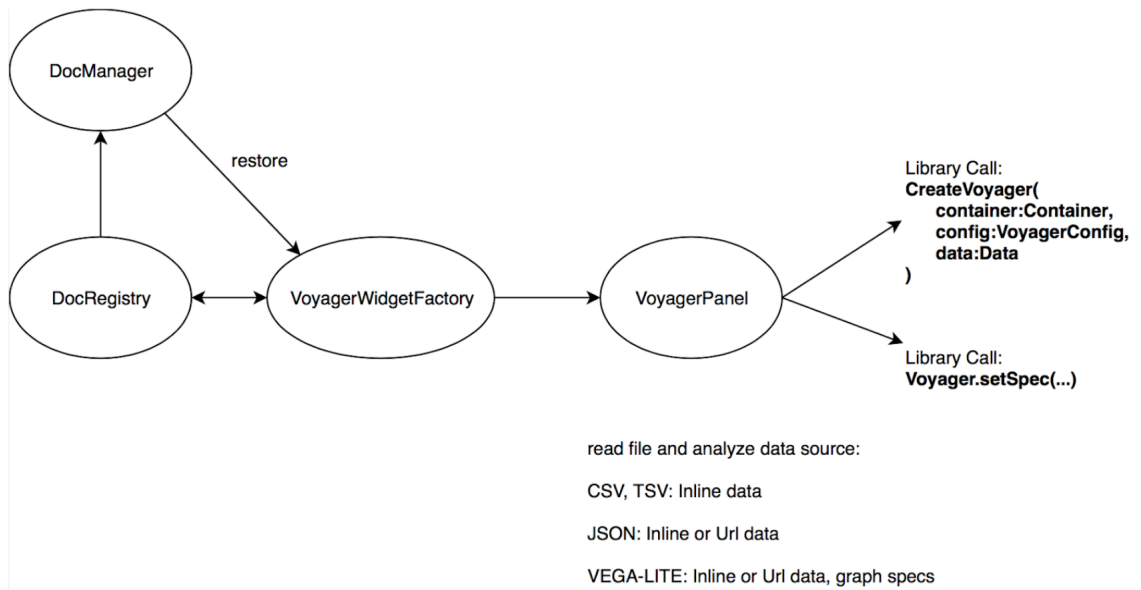 DocManager
restore
Library Call:
CreateVoyager(
container:Container,
config:VoyagerConfig,
data:Data
)
DocRegistry
VoyagerWidgetFactory
VoyagerPanel
Library Call:
Voyager.setSpec(...)
read file and analyze data source:
CSV, TSV: Inline data
JSON: Inline or Url data
VEGA-LITE: Inline or Url data, graph specs